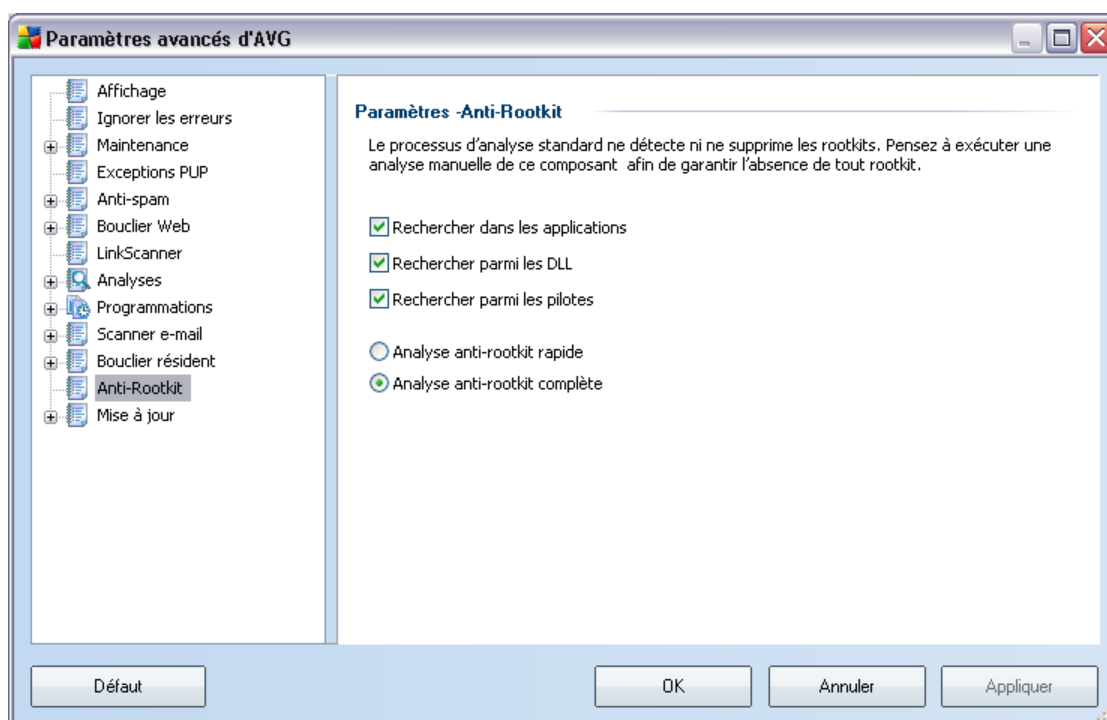 Paramètres avancés d'AVG
Affichage
Ignorer les erreurs
Maintenance
Exceptions PUP
Anti-spam
Bouclier Web
LinkScanner
Analyses
Programmations
Scanner e-mail
Bouclier résident
Anti-Rootkit
Mise à jour
Paramètres -Anti-Rootkit
Le processus d'analyse standard ne détecte ni ne supprime les rootkits. Pensez à exécuter une
analyse manuelle de ce composant afin de garantir l'absence de tout rootkit.
Rechercher dans les applications
Rechercher parmi les DLL
Rechercher parmi les pilotes
Analyse anti-rootkit rapide
Analyse anti-rootkit complète
Défaut
OK
Annuler
Appliquer